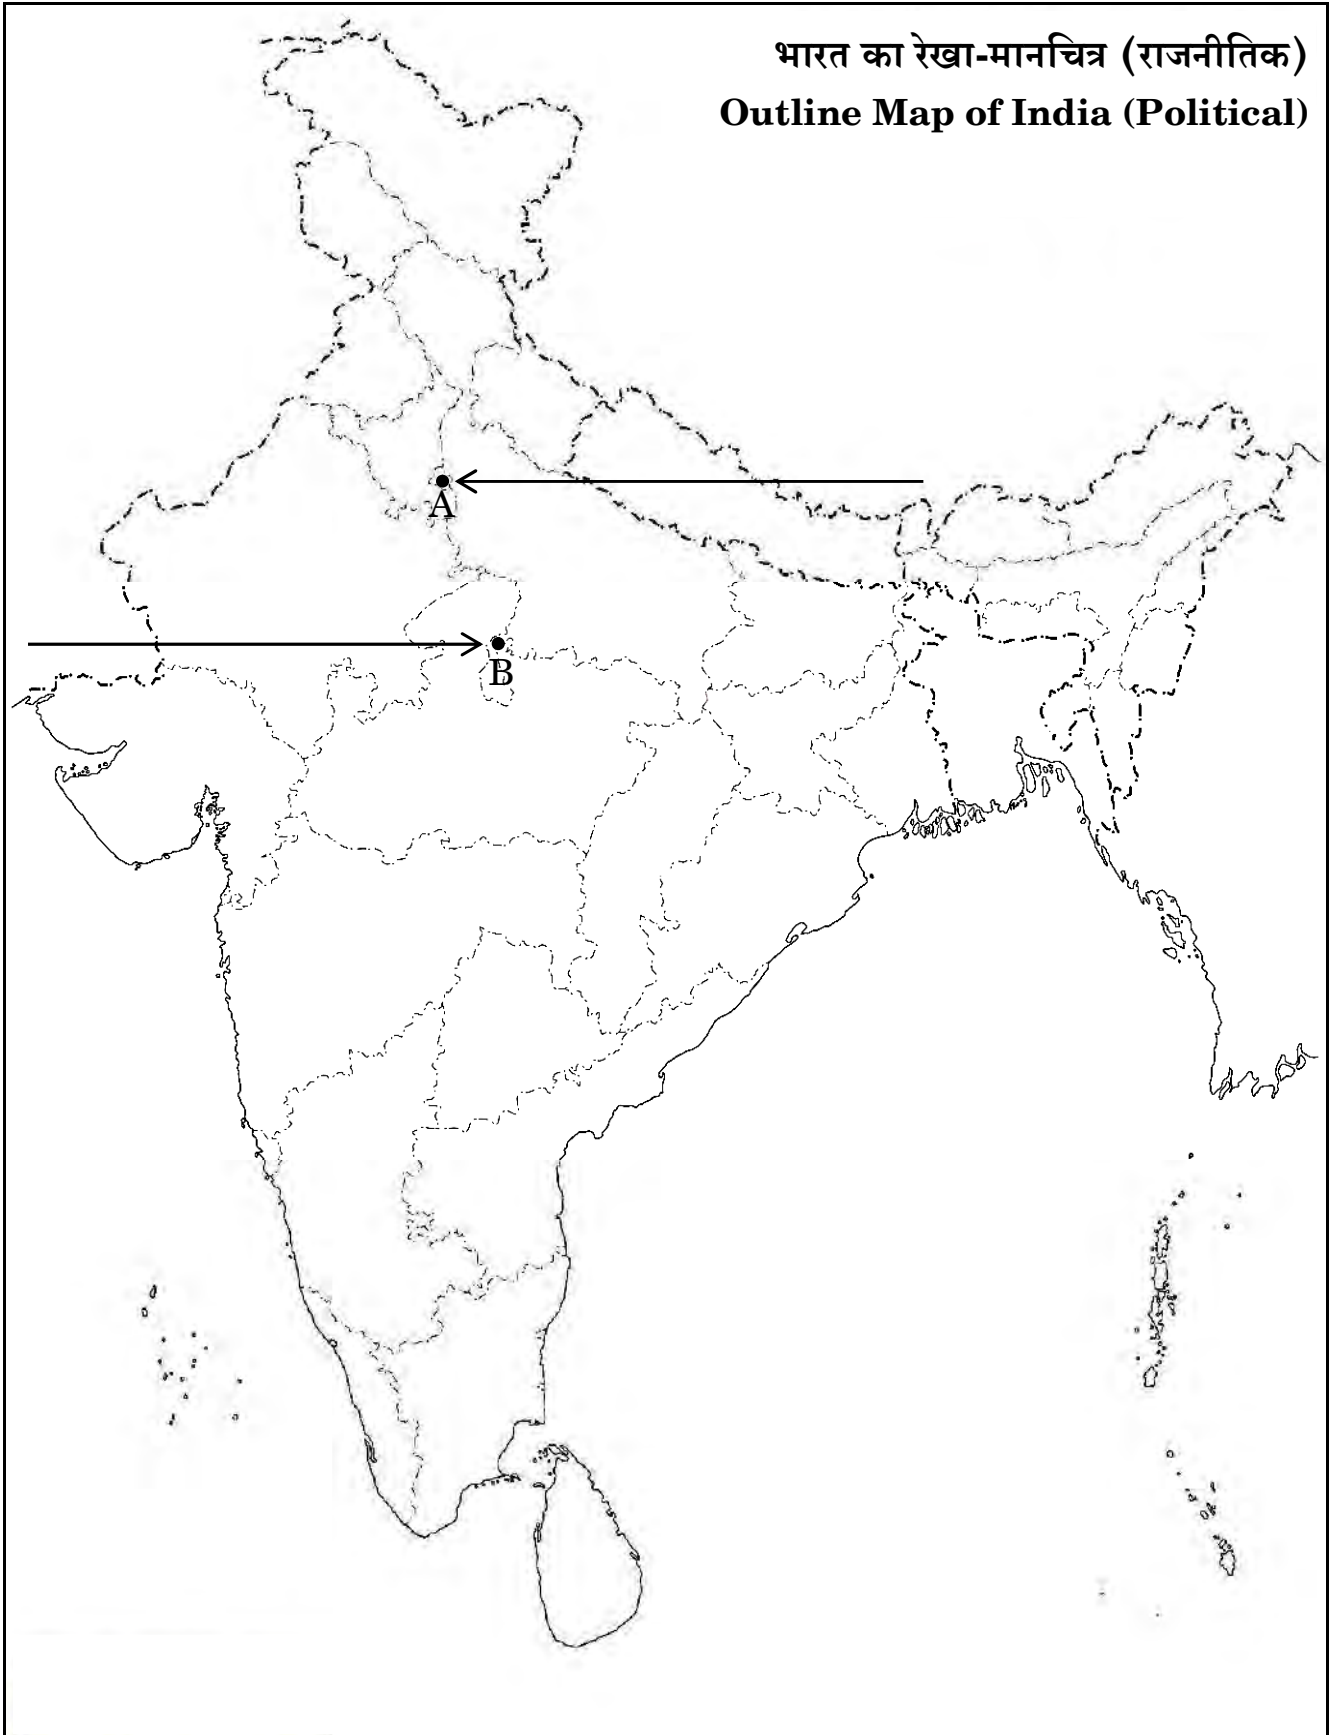 भारत का रेखा-मानचित्र (राजनीतिक)
Outline Map of India (Political)
A
B